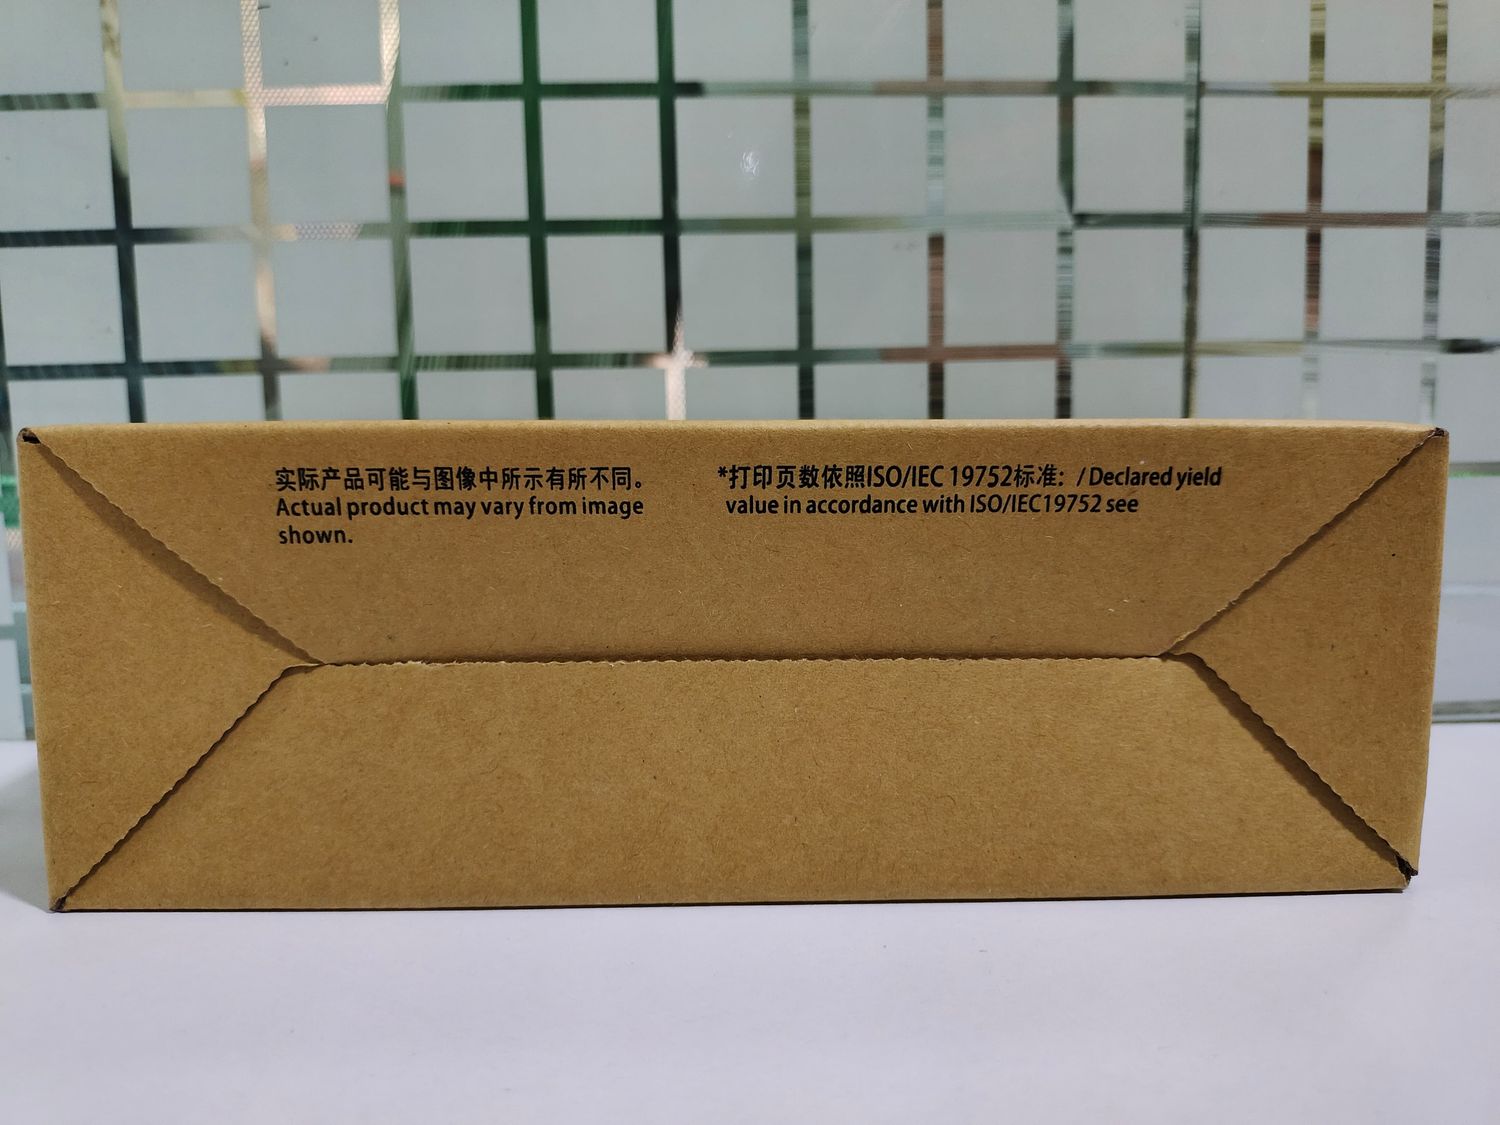 实际产品可能与图像中所示有所不同。
Actual product may vary from image
shown.
*打印页数依照ISO/IEC 19752标准: / Declared yield
value in accordance with ISO/IEC19752 see